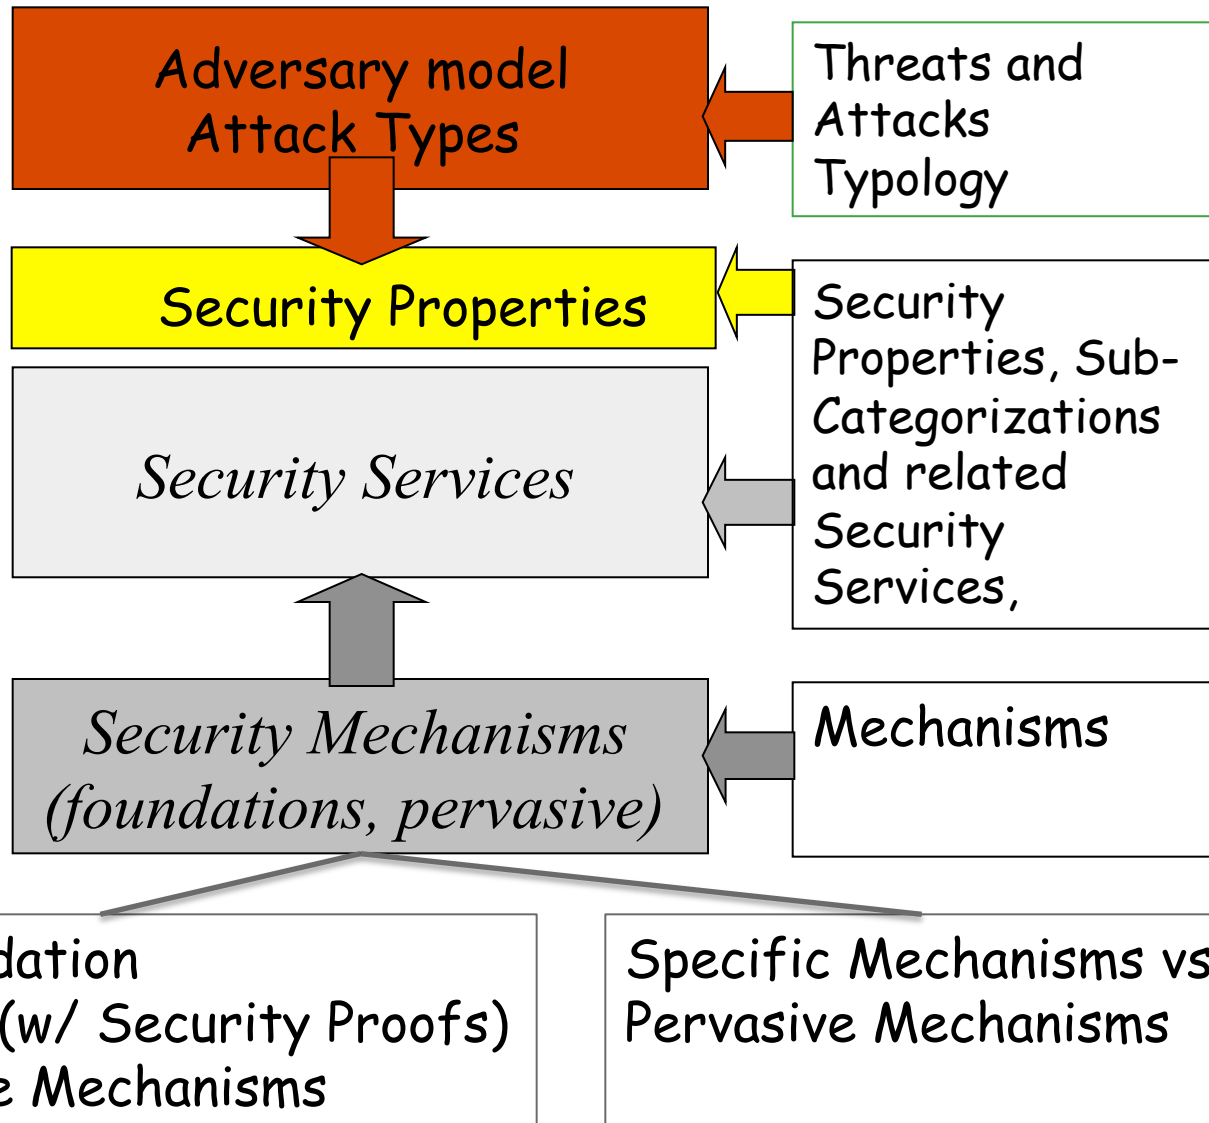 Adversary model
Attack Types
Threats and
Attacks
Typology
Security Properties
Security
Properties, Sub-
Categorizations
and related
Security
Services,
Security Services
Security Mechanisms
(foundations, pervasive)
Mechanisms
(w/ Security Proofs)
Mechanisms
Specific Mechanisms vs
Pervasive Mechanisms